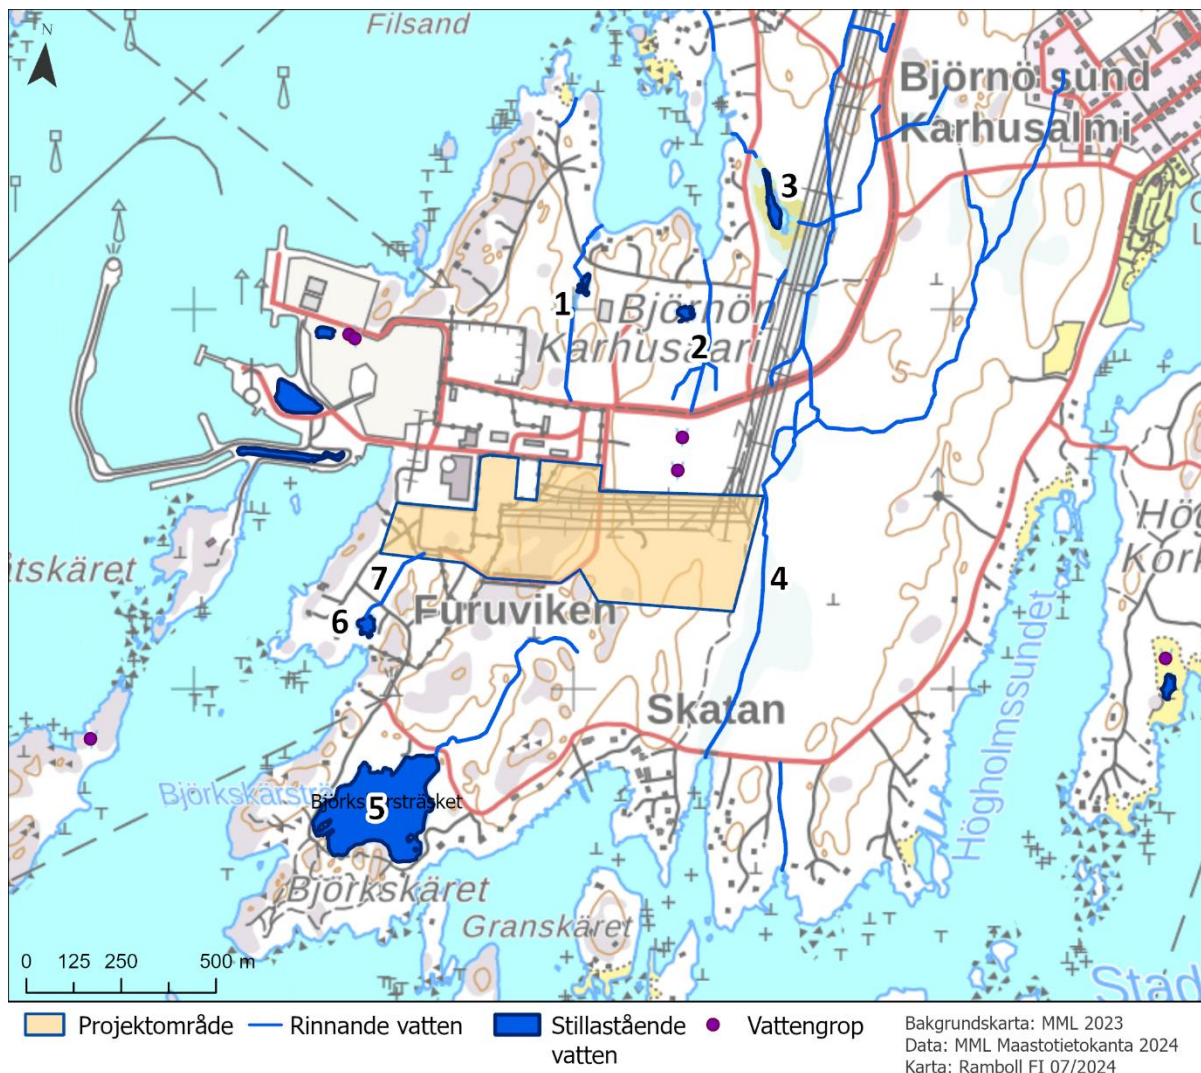 N
Filsand
Björnö sund
Karhusalmi
3
1
Björnön
Karhusaari
2
5
4
7
Furuviken
6
Skatan
Högholmssundet
Björkskärsträ
5
Björkskäret
Granskäret
0 125 250 500 m
Projektområde
Rinnande vatten
Stillastående
vatten
Vattengrop
Bakgrundskarta: MML 2023
Data: MML Maastotietokanta 2024
Karta: Ramboll FI 07/2024